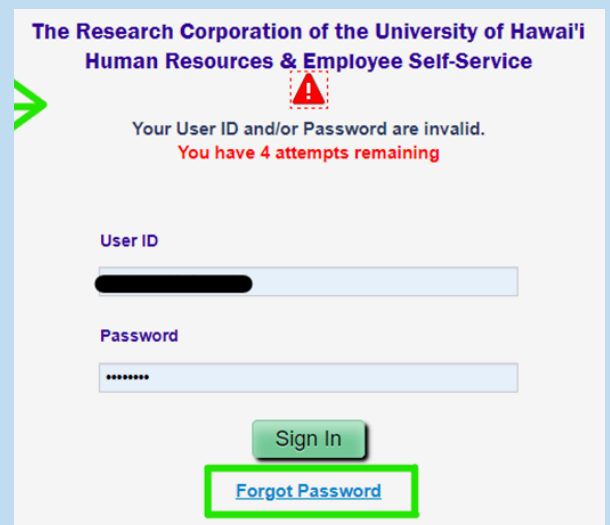 The Research Corporation of the University of Hawai'i
Human Resources & Employee Self-Service
!
Your User ID and/or Password are invalid.
You have 4 attempts remaining
User ID
Password
••••••••
Sign In
Forgot Password